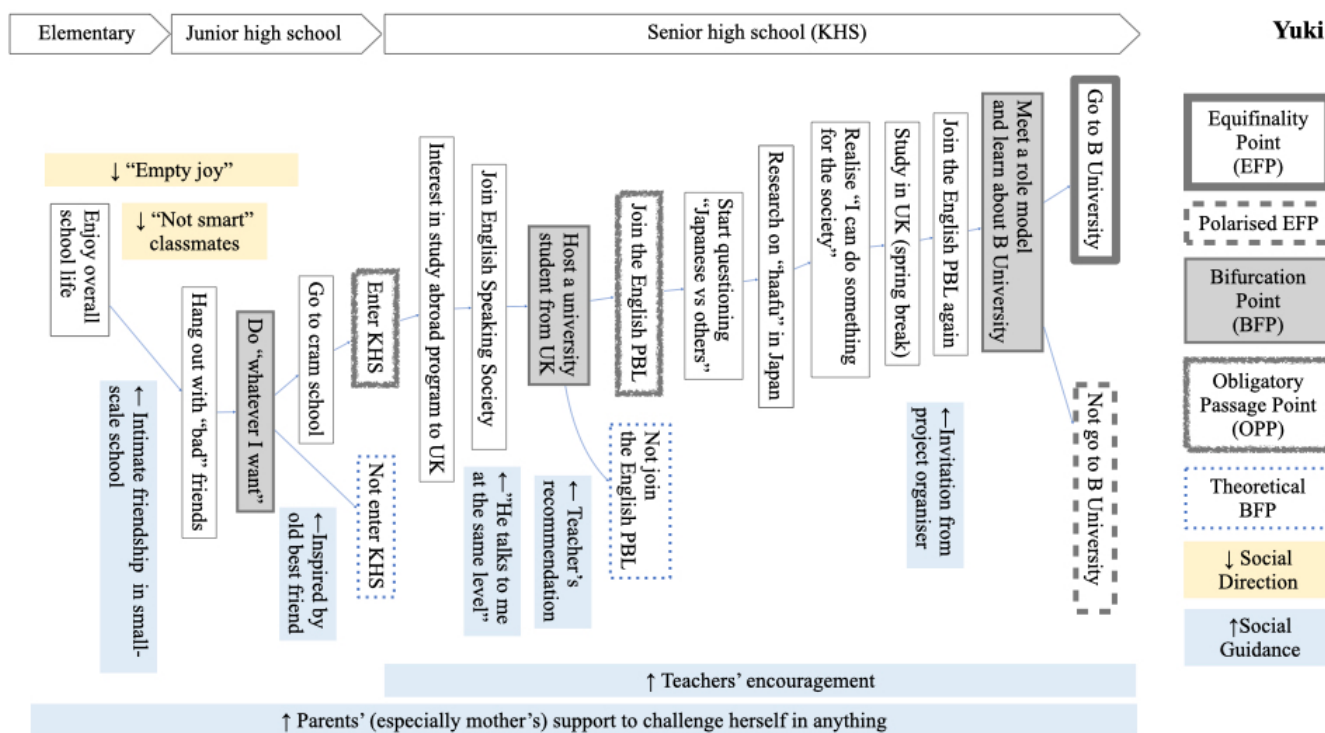 Elementary
Junior high school
Senior high school (KHS)
Yuki
↓ “Empty joy”
↓ “Not smart”
classmates
Enjoy overall
school life
← Intimate friendship in small-
scale school
Hang out with “bad” friends
Do “whatever I want”
Go to cram school
←Inspired by
old best friend
Enter KHS
Not enter KHS
Interest in study abroad program to UK
Join English Speaking Society
←”He talks to me
at the same level”
Host a university
student from UK
← Teacher’s
recommendation
Join the English PBL
Not join
the English PBL
Start questioning
“Japanese vs others”
Research on “haafu” in Japan
Realise “I can do something
for the society”
Study in UK (spring break)
Join the English PBL again
←Invitation from
project organiser
Meet a role model
and learn about B University
Go to B University
Not go to B University
↑ Teachers’ encouragement
↑ Parents’ (especially mother’s) support to challenge herself in anything
Equifinality
Point
(EFP)
Polarised EFP
Bifurcation
Point
(BFP)
Obligatory
Passage Point
(OPP)
Theoretical
BFP
↓ Social
Direction
↑Social
Guidance